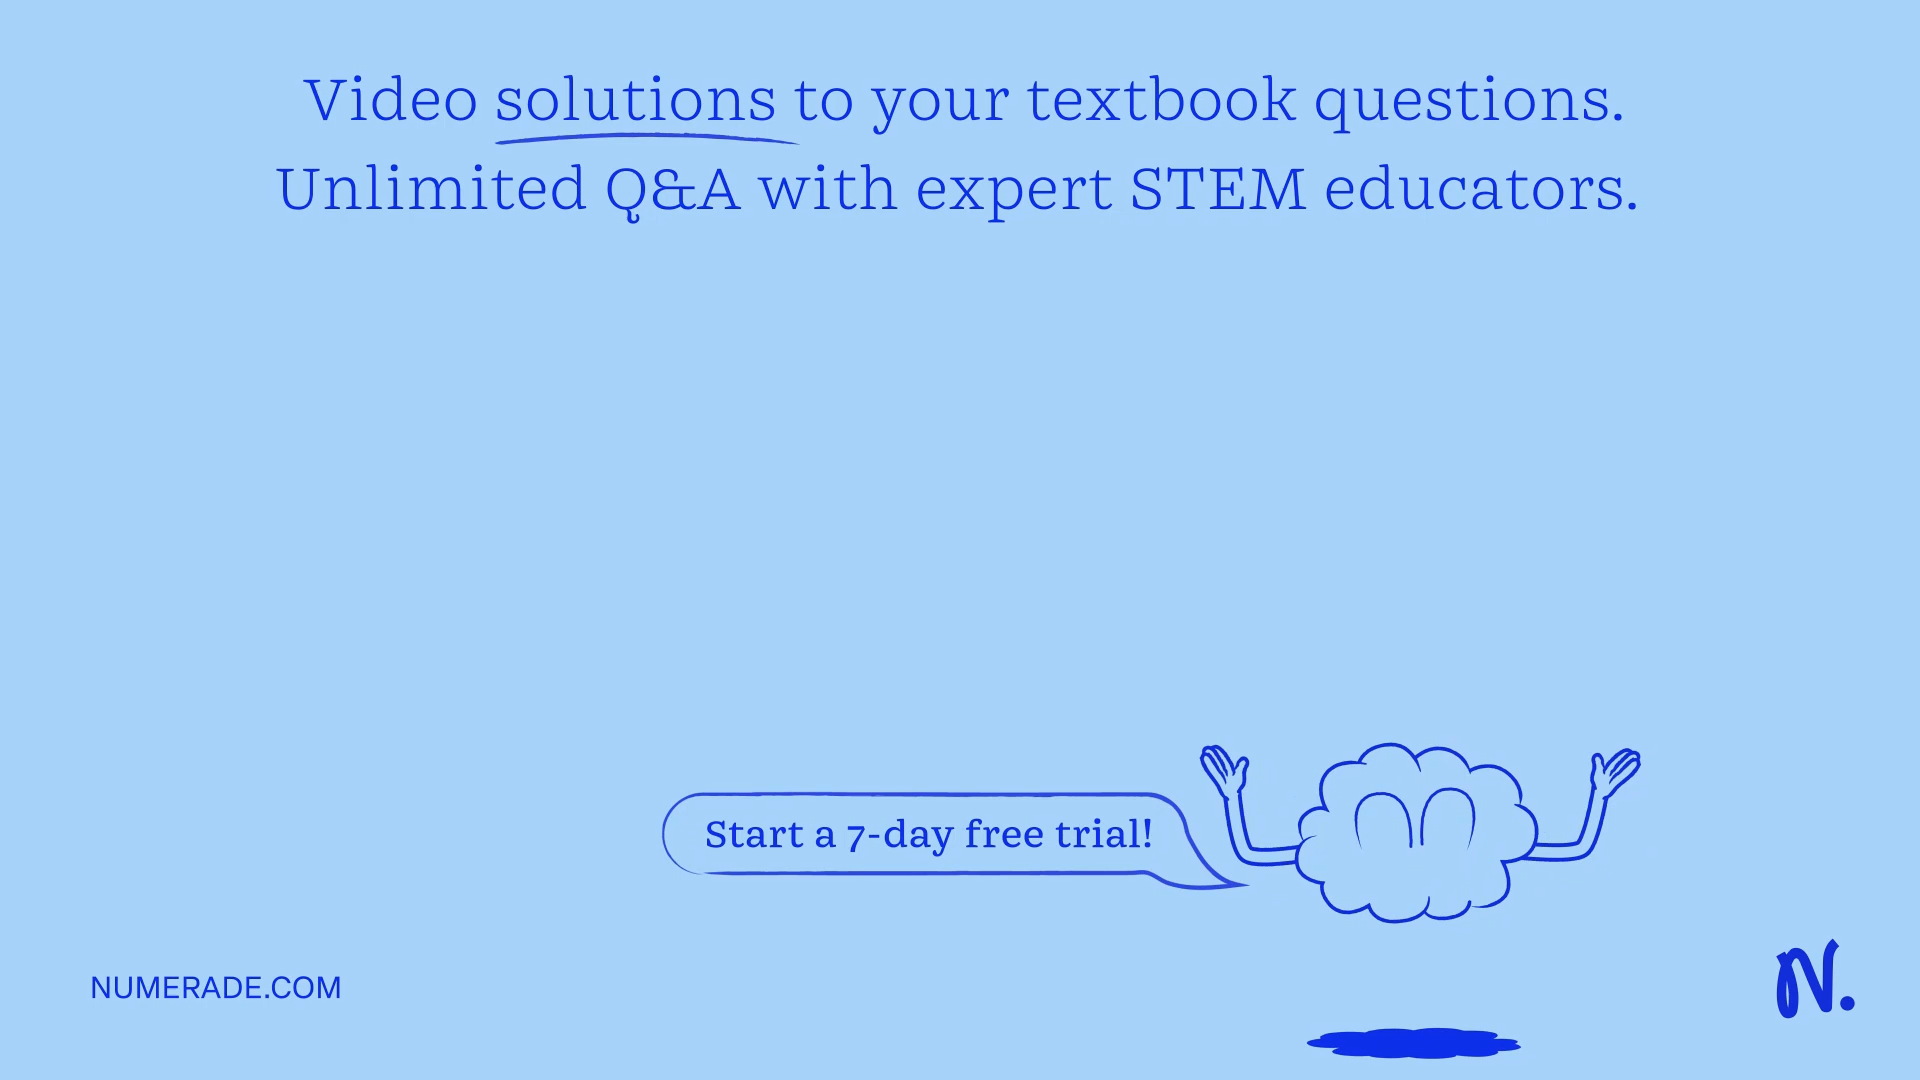 Video solutions to your textbook questions.
Unlimited Q&A with expert STEM educators.
Start a 7-day free trial!
NUMERADE.COM
N.